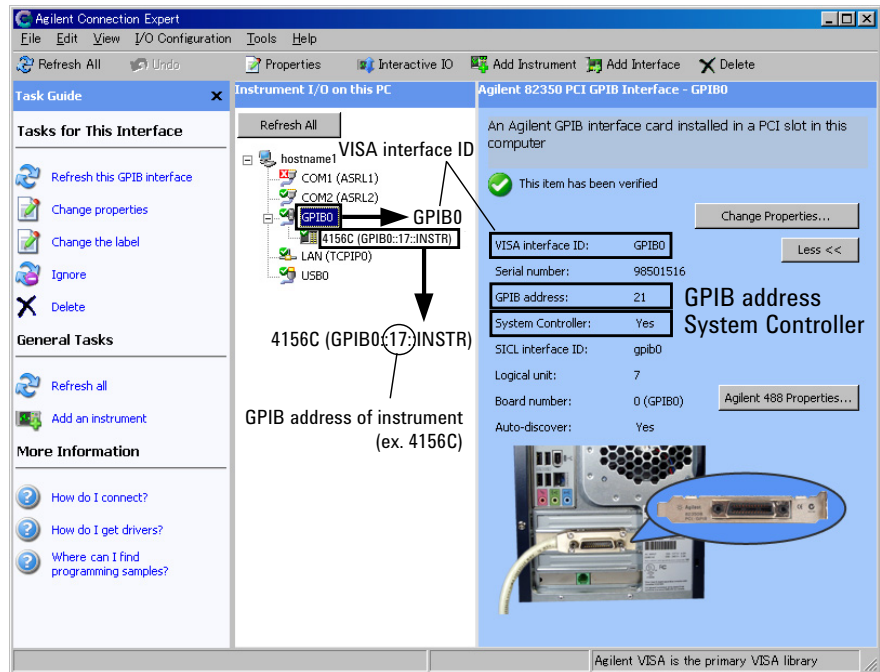 Agilent Connection Expert
File Edit View I/O Configuration Tools Help
Refresh All Undo Properties Interactive IO Add Instrument Add Interface Delete
Task Guide
Tasks for This Interface
Refresh this GPIB interface
Change properties
Change the label
Ignore
Delete
General Tasks
Refresh all
Add an instrument
More Information
How do I connect?
How do I get drivers?
Where can I find
programming samples?
Instrument I/O on this PC
Refresh All
VISA interface ID
hostname1
COM1 (ASRL1)
COM2 (ASRL2)
GPIB0
GPIB0
4156C (GPIB0::17::INSTR)
LAN (TCPIP0)
USB0
4156C (GPIB0::17::INSTR)
GPIB address of instrument
(ex. 4156C)
Agilent 82350 PCI GPIB Interface - GPIB0
An Agilent GPIB interface card installed in a PCI slot in this
computer
This item has been verified
Change Properties...
VISA interface ID: GPIB0
Less <<
Serial number: 98501516
GPIB address: 21
GPIB address
System Controller: Yes
System Controller
SICL interface ID: gpib0
Logical unit: 7
Board number: 0 (GPIB0)
Agilent 488 Properties...
Auto-discover: Yes
Agilent
Agilent VISA is the primary VISA library